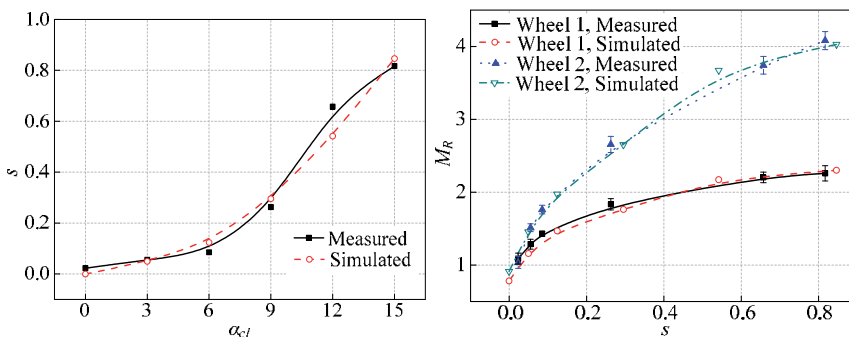 1.0
0.8
0.6
0.4
0.2
0.0
s
Measured
Simulated
0 3 6 9 12 15
α_cl
Wheel 1, Measured
Wheel 1, Simulated
Wheel 2, Measured
Wheel 2, Simulated
4
3
2
1
M_R
0.0 0.2 0.4 0.6 0.8
s